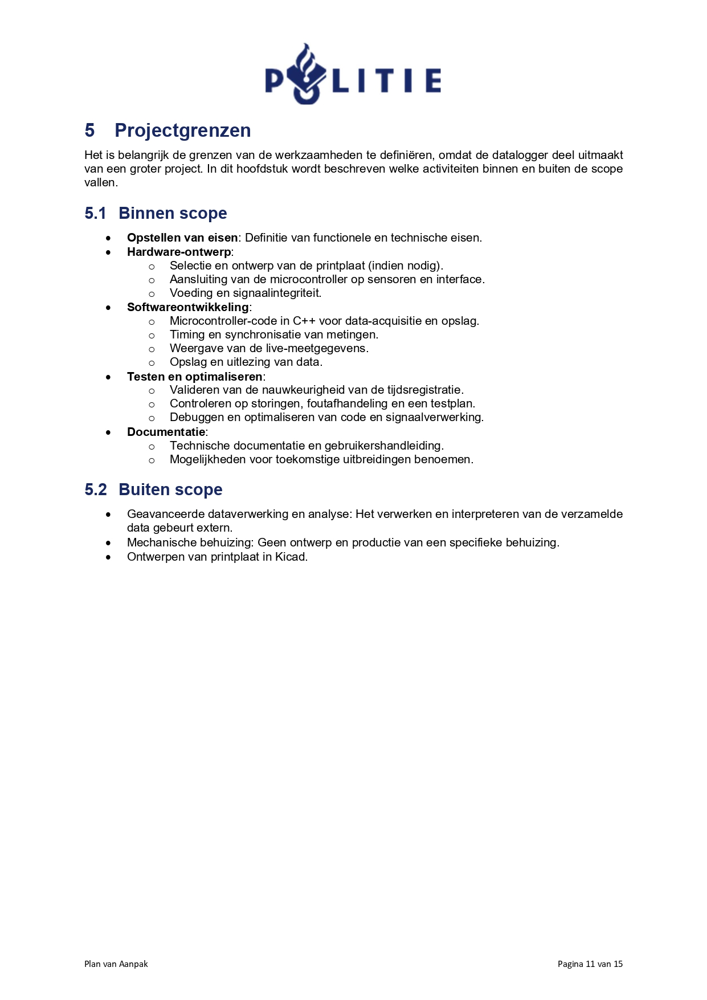 POLITIE
5 Projectgrenzen
Het is belangrijk de grenzen van de werkzaamheden te definiëren, omdat de datalogger deel uitmaakt
van een groter project. In dit hoofdstuk wordt beschreven welke activiteiten binnen en buiten de scope
vallen.
5.1 Binnen scope
• Opstellen van eisen: Definitie van functionele en technische eisen.
• Hardware-ontwerp:
o Selectie en ontwerp van de printplaat (indien nodig).
o Aansluiting van de microcontroller op sensoren en interface.
o Voeding en signaalintegriteit.
• Softwareontwikkeling:
o Microcontroller-code in C++ voor data-acquisitie en opslag.
o Timing en synchronisatie van metingen.
o Weergave van de live-meetgegevens.
o Opslag en uitlezing van data.
• Testen en optimaliseren:
o Valideren van de nauwkeurigheid van de tijdsregistratie.
o Controleren op storingen, foutafhandeling en een testplan.
o Debuggen en optimaliseren van code en signaalverwerking.
• Documentatie:
o Technische documentatie en gebruikershandleiding.
o Mogelijkheden voor toekomstige uitbreidingen benoemen.
5.2 Buiten scope
• Geavanceerde dataverwerking en analyse: Het verwerken en interpreteren van de verzamelde
data gebeurt extern.
• Mechanische behuizing: Geen ontwerp en productie van een specifieke behuizing.
• Ontwerpen van printplaat in Kicad.
Plan van Aanpak
Pagina 11 van 15